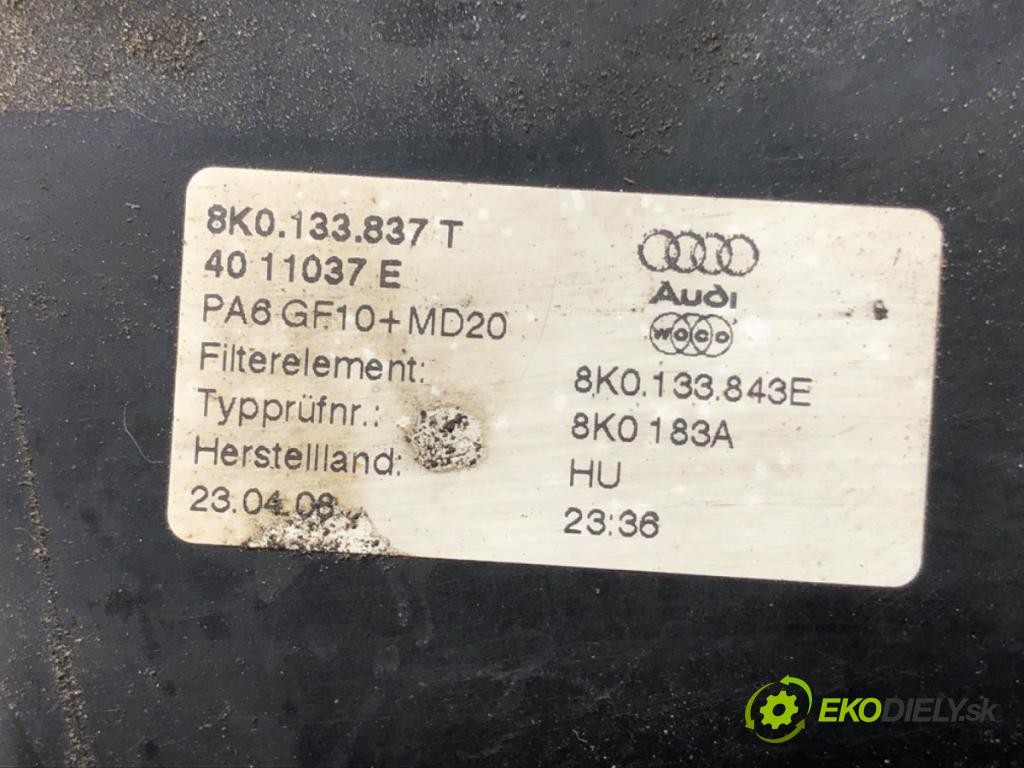 8K0.133.837 T
40 11037 E
PA6 GF10+MD20
Audi
woco
Filterelement: 8K0.133.843E
Typprüfnr.: 8K0 183A
Herstellland: HU
23.04.08 23:36
EKODIELY.sk